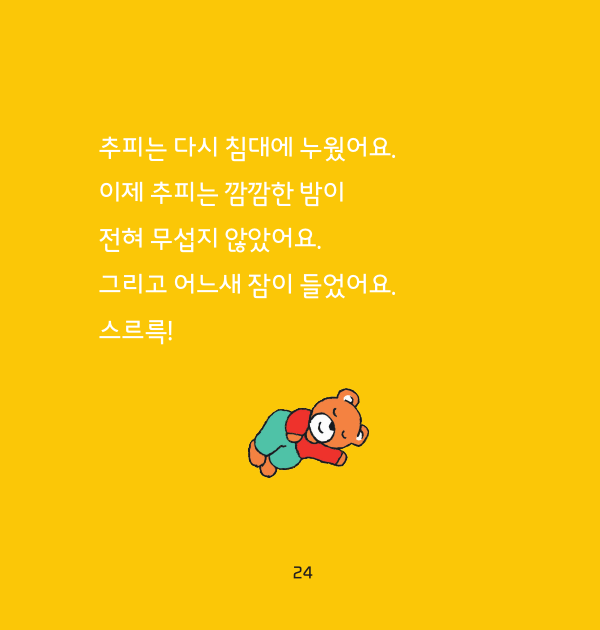 추피는 다시 침대에 누웠어요.
이제 추피는 깜깜한 밤이
전혀 무섭지 않았어요.
그리고 어느새 잠이 들었어요.
스르륵!
24